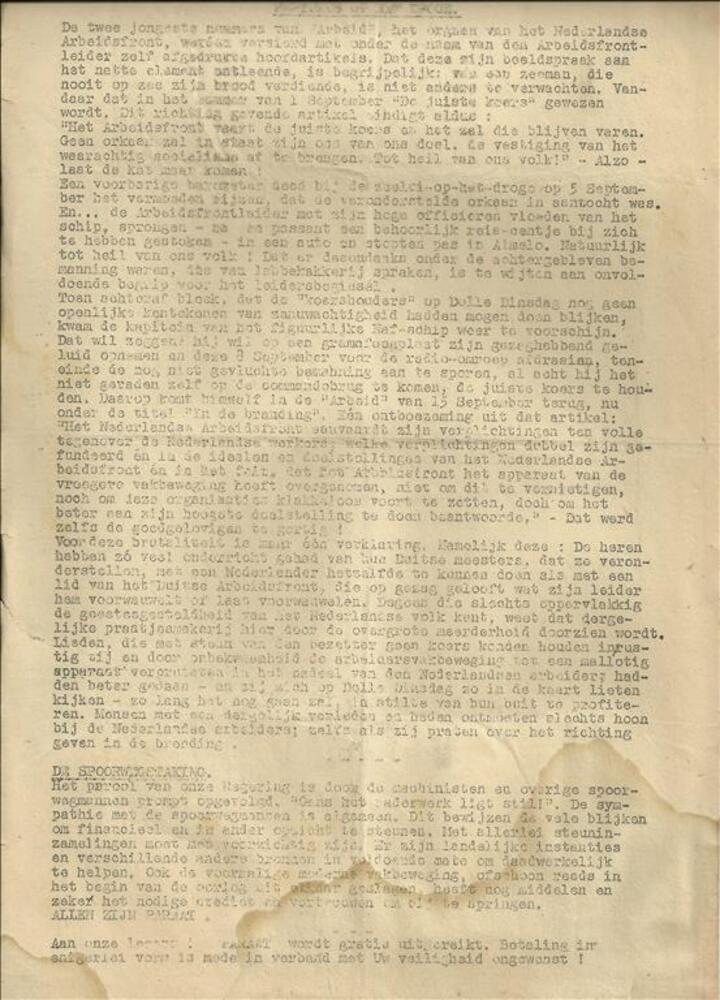 OP
De twee jongste nummers van "Arbeid", het orgaan van het Nederlandse
Arbeidsfront, werden versierd met onder de naam van den Arbeidsfront-
leider zelf afgedrukte hoofdartikels. Dat deze zijn beeldspraak aan
het natte element ontleende, is begrijpelijk: van een zeeman, die
nooit op zee zijn brood verdiende, is niet anders te verwachten. Van-
daar dat in het nummer van 1 September "De juiste koers" gewezen
wordt. Dit richting gevende artikel eindigt aldus :
"Het Arbeidsfront vaart de juiste koers en het zal die blijven varen.
Geen orkaan zal in staat zijn ons van ons doel, de vestiging van het
waarachtig socialisme af te brengen. Tot heil van ons volk!" - Alzo -
laat de kat maar komen !
Een voorbarige barometer deed bij de op 5 Septem-
ber het vermoeden rijzen, dat de veronderstelde orkaan in aantocht was.
En... de Arbeidsfrontleider met zijn hoge officieren vloden van het
schip, sprongen - na en passant een behoorlijk reis-centje bij zich
te hebben gestoken - in een auto en stopten pas in Almelo. Natuurlijk
tot heil van ons volk ! Dat er desondanks onder de achtergebleven be-
manning waren, die van labbekakkerij spraken, is te wijten aan onvol-
doende begrip voor het leidersbeginsel.
Toen achteraf bleek, dat de "koershouders" op Dolle Dinsdag nog geen
openlijke kentekenen van zenuwachtigheid hadden mogen doen blijken,
kwam de kapitein van het figuurlijke Naf-schip weer te voorschijn.
Dat wil zeggen: hij wil op een gramofoonplaat zijn gezaghebbend ge-
luid opnemen en deze 8 September voor de radio-omroep afdraaien, ten-
einde de nog niet gevluchte bemanning aan te sporen, al acht hij het
niet geraden zelf op de commandobrug te komen, de juiste koers te hou-
den. Daarop komt himself in de "Arbeid" van 15 September terug, nu
onder de titel "In de branding". Eén ontboezeming uit dat artikel:
"Het Nederlandse Arbeidsfront aanvaardt zijn verplichtingen ten volle
tegenover de Nederlandse werkers; welke verplichtingen dubbel zijn ge-
fundeerd én in de idealen en doelstellingen van het Nederlandse Ar-
beidsfront én in het feit, dat het Arbeidsfront het apparaat van de
vroegere vakbeweging heeft overgenomen, niet om dit te vernietigen,
noch om deze organisaties klakkeloos voort te zetten, doch om het
beter aan zijn hoogste doelstelling te doen beantwoorde," - Dat werd
zelfs de goedgelovigen te gortig !
Voor deze brutaliteit is maar één verklaring. Namelijk deze : De heren
hebben zó veel onderricht gehad van hun Duitse meesters, dat ze veron-
derstellen, met een Nederlander hetzelfde te kunnen doen als met een
lid van het Duitse Arbeidsfront, die op gezag gelooft wat zijn leider
hem voorwauwelt of laat voorwauwelen. Degeen die slechts oppervlakkig
de geestesgesteldheid van het Nederlandse volk kent, weet dat derge-
lijke praatjesmakerij hier door de overgrote meerderheid doorzien wordt.
Lieden, die met steun van den bezetter geen koers konden houden inrus-
tig tij en door onbekwaamheid de arbeidersvakbeweging tot een mallotig
apparaat verprutsten in het nadeel van den Nederlandsen arbeider; had-
den beter gedaan - nu zij zich op Dolle Dinsdag zo in de kaart lieten
kijken - zo lang het nog gaan zal, in stilte van hun buit te profite-
ren. Mensen met een dergelijk verleden en heden ontmoeten slechts hoon
bij de Nederlandse arbeiders; zelfs als zij praten over het richting
geven in de branding .
- - - - -
DE SPOORWEGSTAKING.
Het parool van onze Regering is door de machinisten en overige spoor-
wegmannen prompt opgevolgd. "Gans het raderwerk ligt stil!". De sym-
pathie met de spoorwegmannen is algemeen. Dit bewijzen de vele blijken
om financieel en in ander opzicht te steunen. Met allerlei steunin-
zamelingen moet men voorzichtig zijn. Er zijn landelijke instanties
en verschillende andere bronnen in voldoende mate om daadwerkelijk
te helpen. Ook de voormalige moderne vakbeweging, ofschoon reeds in
het begin van de oorlog uit elkaar geslagen, heeft nog middelen en
zeker het nodige crediet en vertrouwen om bij te springen.
ALLEN ZIJN PARAAT .
- - -
Aan onze lezers ! PARAAT wordt gratis uitgereikt. Betaling in
enigerlei vorm is mede in verband met Uw veiligheid ongewenst !